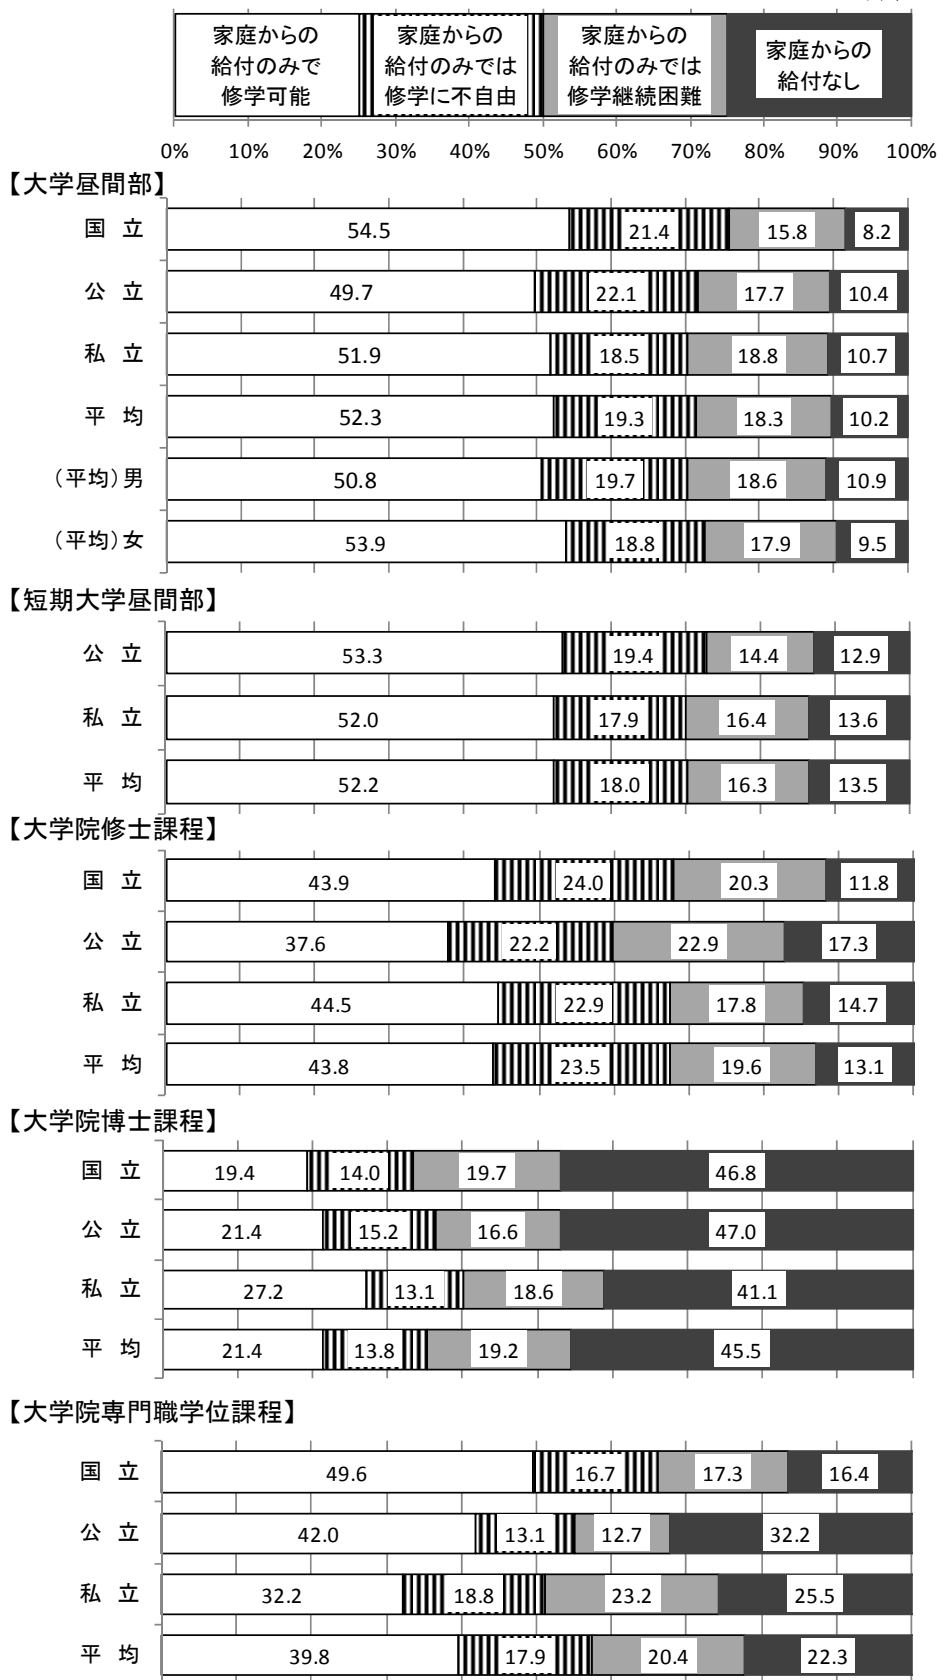 家庭からの
給付のみで
修学可能
家庭からの
給付のみでは
修学に不自由
家庭からの
給付のみでは
修学継続困難
家庭からの
給付なし
0% 10% 20% 30% 40% 50% 60% 70% 80% 90% 100%
【大学昼間部】
国 立 54.5 21.4 15.8 8.2
公 立 49.7 22.1 17.7 10.4
私 立 51.9 18.5 18.8 10.7
平 均 52.3 19.3 18.3 10.2
(平均)男 50.8 19.7 18.6 10.9
(平均)女 53.9 18.8 17.9 9.5
【短期大学昼間部】
公 立 53.3 19.4 14.4 12.9
私 立 52.0 17.9 16.4 13.6
平 均 52.2 18.0 16.3 13.5
【大学院修士課程】
国 立 43.9 24.0 20.3 11.8
公 立 37.6 22.2 22.9 17.3
私 立 44.5 22.9 17.8 14.7
平 均 43.8 23.5 19.6 13.1
【大学院博士課程】
国 立 19.4 14.0 19.7 46.8
公 立 21.4 15.2 16.6 47.0
私 立 27.2 13.1 18.6 41.1
平 均 21.4 13.8 19.2 45.5
【大学院専門職学位課程】
国 立 49.6 16.7 17.3 16.4
公 立 42.0 13.1 12.7 32.2
私 立 32.2 18.8 23.2 25.5
平 均 39.8 17.9 20.4 22.3